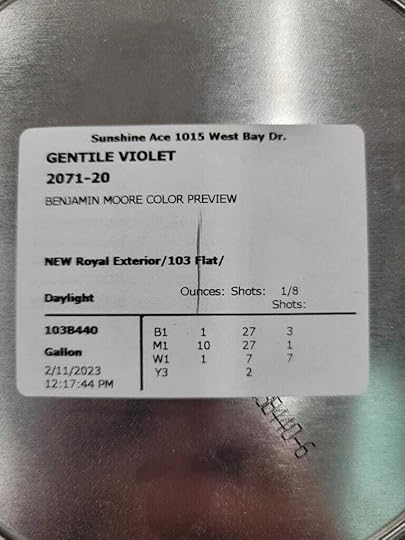 Sunshine Ace 1015 West Bay Dr.
GENTILE VIOLET
2071-20
BENJAMIN MOORE COLOR PREVIEW
NEW Royal Exterior/103 Flat/
Daylight Ounces: Shots: 1/8 Shots:
103B440
Gallon
2/11/2023
12:17:44 PM
B1 1 27 3
M1 10 27 1
W1 1 7 7
Y3 2